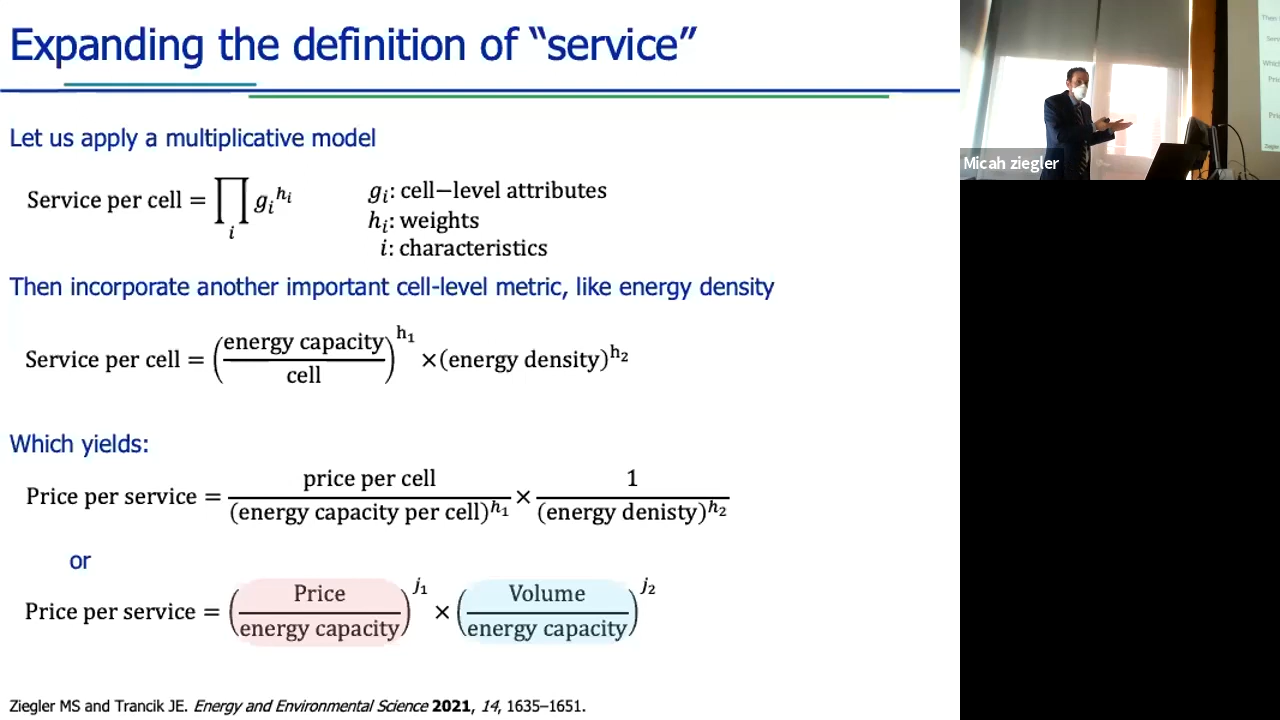 Expanding the definition of “service”
Let us apply a multiplicative model
Service per cell = ∏ᵢ gᵢ^hᵢ
gᵢ: cell−level attributes
hᵢ: weights
i: characteristics
Then incorporate another important cell-level metric, like energy density
Service per cell = (energy capacity / cell)^h₁ × (energy density)^h₂
Which yields:
Price per service = price per cell / (energy capacity per cell)^h₁ × 1 / (energy denisty)^h₂
or
Price per service = (Price / energy capacity)^j₁ × (Volume / energy capacity)^j₂
Ziegler MS and Trancik JE. Energy and Environmental Science 2021, 14, 1635–1651.
Micah ziegler